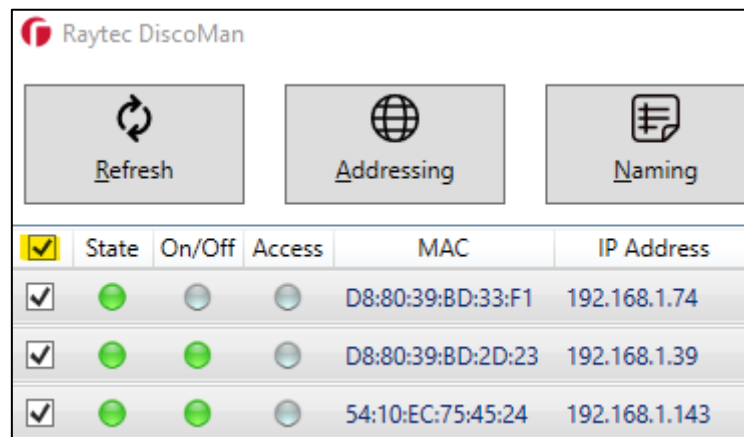 Raytec DiscoMan
Refresh Addressing Naming
State On/Off Access MAC IP Address
D8:80:39:BD:33:F1 192.168.1.74
D8:80:39:BD:2D:23 192.168.1.39
54:10:EC:75:45:24 192.168.1.143